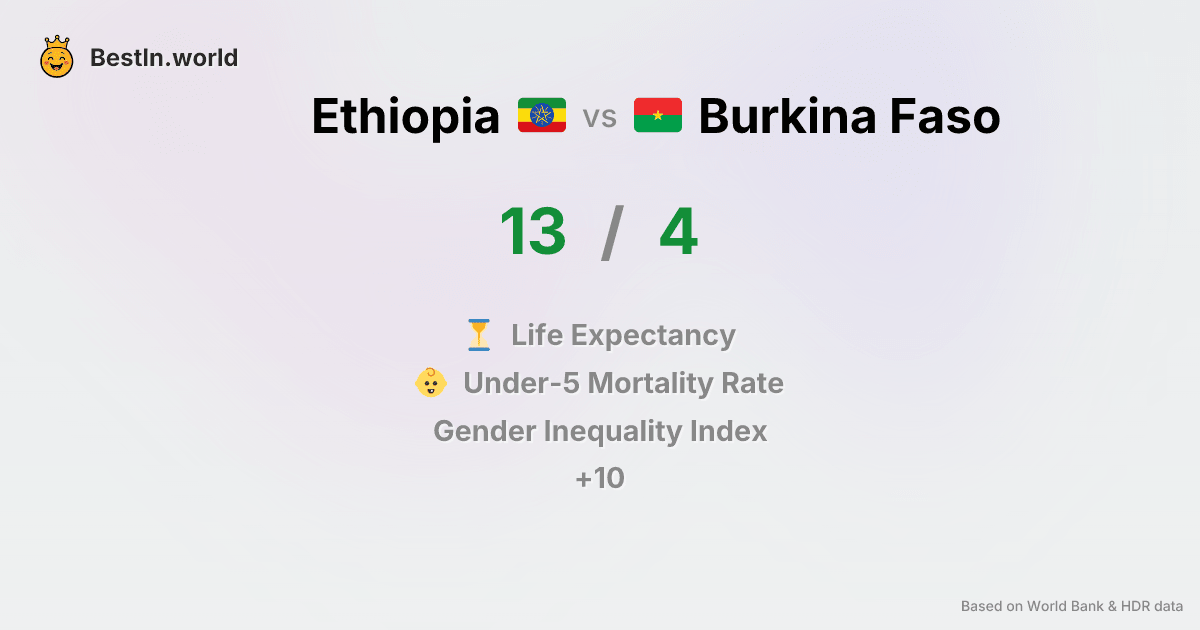 BestIn.world
Ethiopia vs Burkina Faso
13 / 4
Life Expectancy
Under-5 Mortality Rate
Gender Inequality Index
+10
Based on World Bank & HDR data